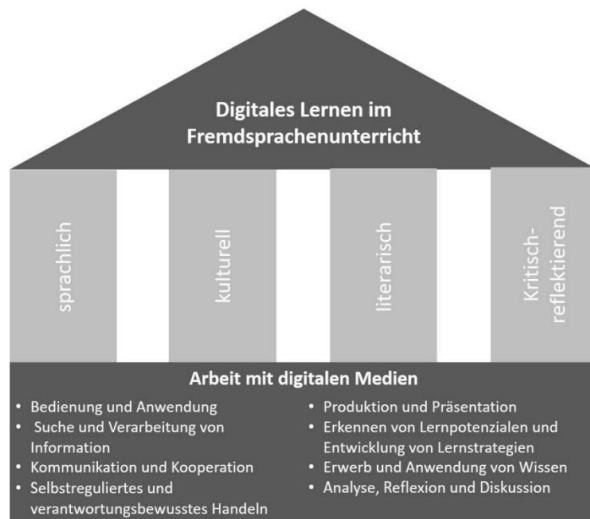 Digitales Lernen im
Fremdsprachenunterricht
sprachlich
kulturell
literarisch
Kritisch-
reflektierend
Arbeit mit digitalen Medien
• Bedienung und Anwendung
• Suche und Verarbeitung von
Information
• Kommunikation und Kooperation
• Selbstreguliertes und
verantwortungsbewusstes Handeln
• Produktion und Präsentation
• Erkennen von Lernpotenzialen und
Entwicklung von Lernstrategien
• Erwerb und Anwendung von Wissen
• Analyse, Reflexion und Diskussion